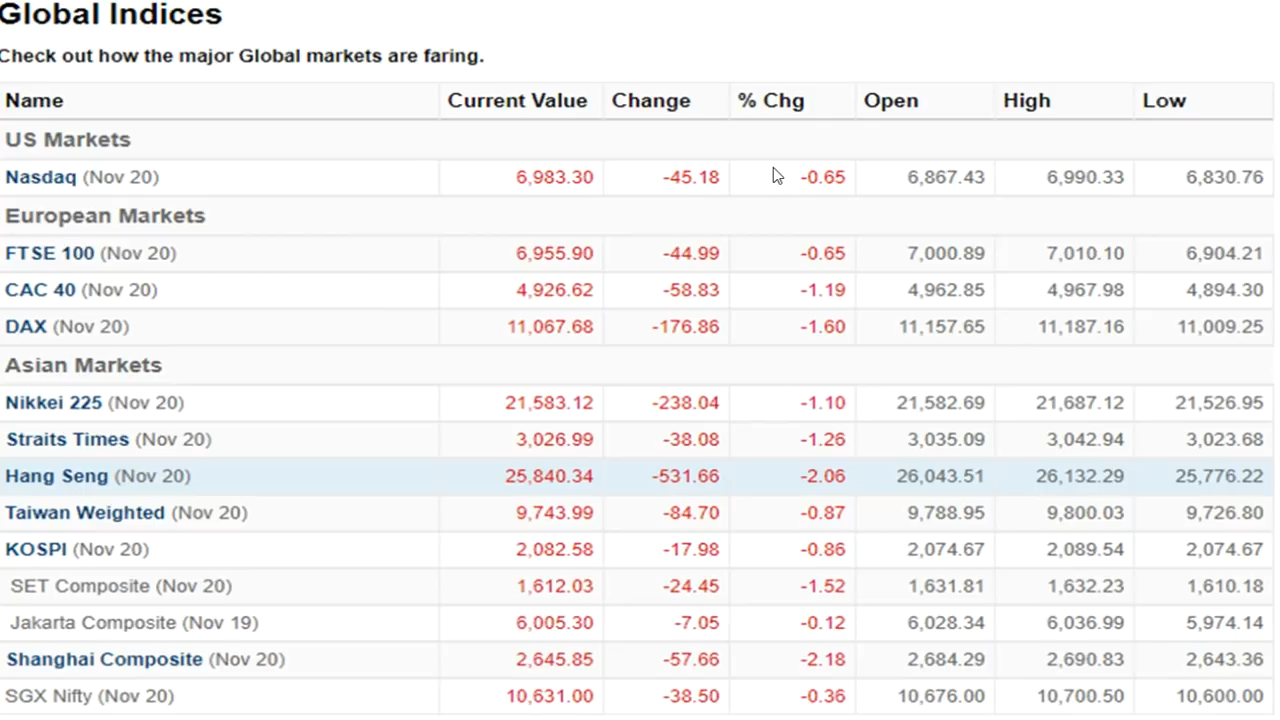 Global Indices
Check out how the major Global markets are faring.
Name Current Value Change % Chg Open High Low
US Markets
Nasdaq (Nov 20) 6,983.30 -45.18 -0.65 6,867.43 6,990.33 6,830.76
European Markets
FTSE 100 (Nov 20) 6,955.90 -44.99 -0.65 7,000.89 7,010.10 6,904.21
CAC 40 (Nov 20) 4,926.62 -58.83 -1.19 4,962.85 4,967.98 4,894.30
DAX (Nov 20) 11,067.68 -176.86 -1.60 11,157.65 11,187.16 11,009.25
Asian Markets
Nikkei 225 (Nov 20) 21,583.12 -238.04 -1.10 21,582.69 21,687.12 21,526.95
Straits Times (Nov 20) 3,026.99 -38.08 -1.26 3,035.09 3,042.94 3,023.68
Hang Seng (Nov 20) 25,840.34 -531.66 -2.06 26,043.51 26,132.29 25,776.22
Taiwan Weighted (Nov 20) 9,743.99 -84.70 -0.87 9,788.95 9,800.03 9,726.80
KOSPI (Nov 20) 2,082.58 -17.98 -0.86 2,074.67 2,089.54 2,074.67
SET Composite (Nov 20) 1,612.03 -24.45 -1.52 1,631.81 1,632.23 1,610.18
Jakarta Composite (Nov 19) 6,005.30 -7.05 -0.12 6,028.34 6,036.99 5,974.14
Shanghai Composite (Nov 20) 2,645.85 -57.66 -2.18 2,684.29 2,690.83 2,643.36
SGX Nifty (Nov 20) 10,631.00 -38.50 -0.36 10,676.00 10,700.50 10,600.00